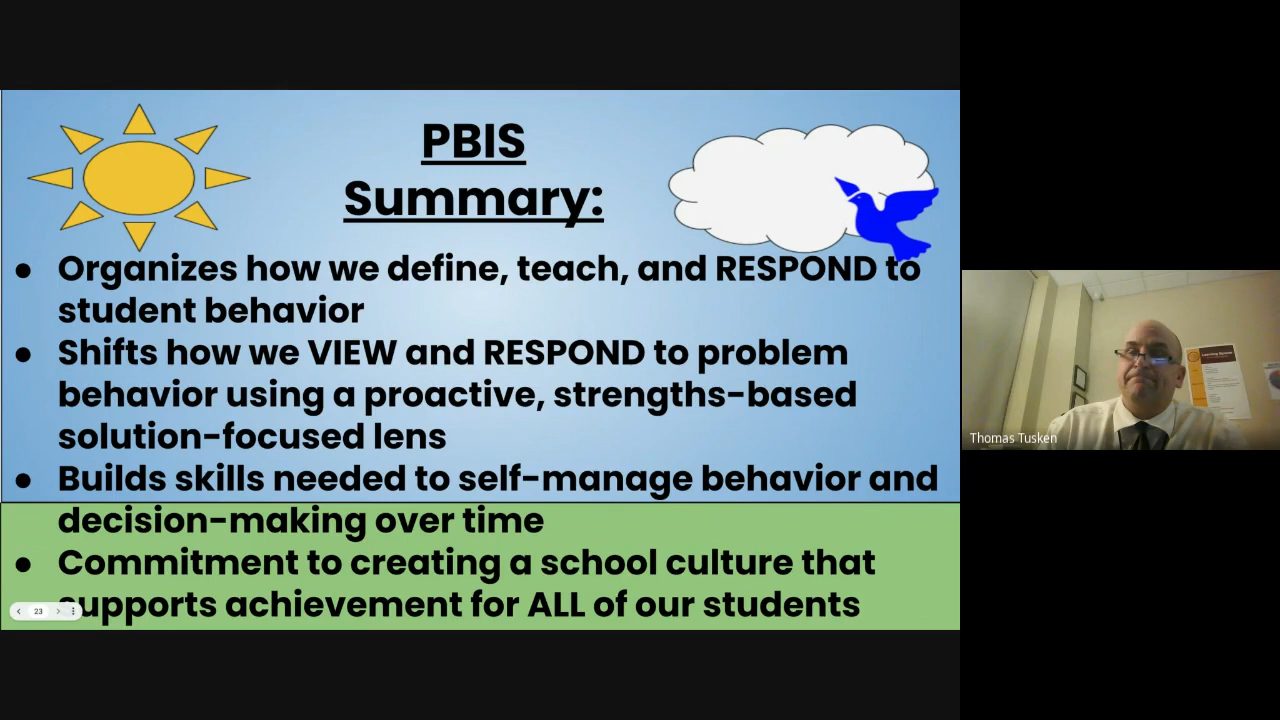 PBIS
Summary:
● Organizes how we define, teach, and RESPOND to
student behavior
● Shifts how we VIEW and RESPOND to problem
behavior using a proactive, strengths-based
solution-focused lens
● Builds skills needed to self-manage behavior and
decision-making over time
● Commitment to creating a school culture that
supports achievement for ALL of our students
23
Thomas Tusken